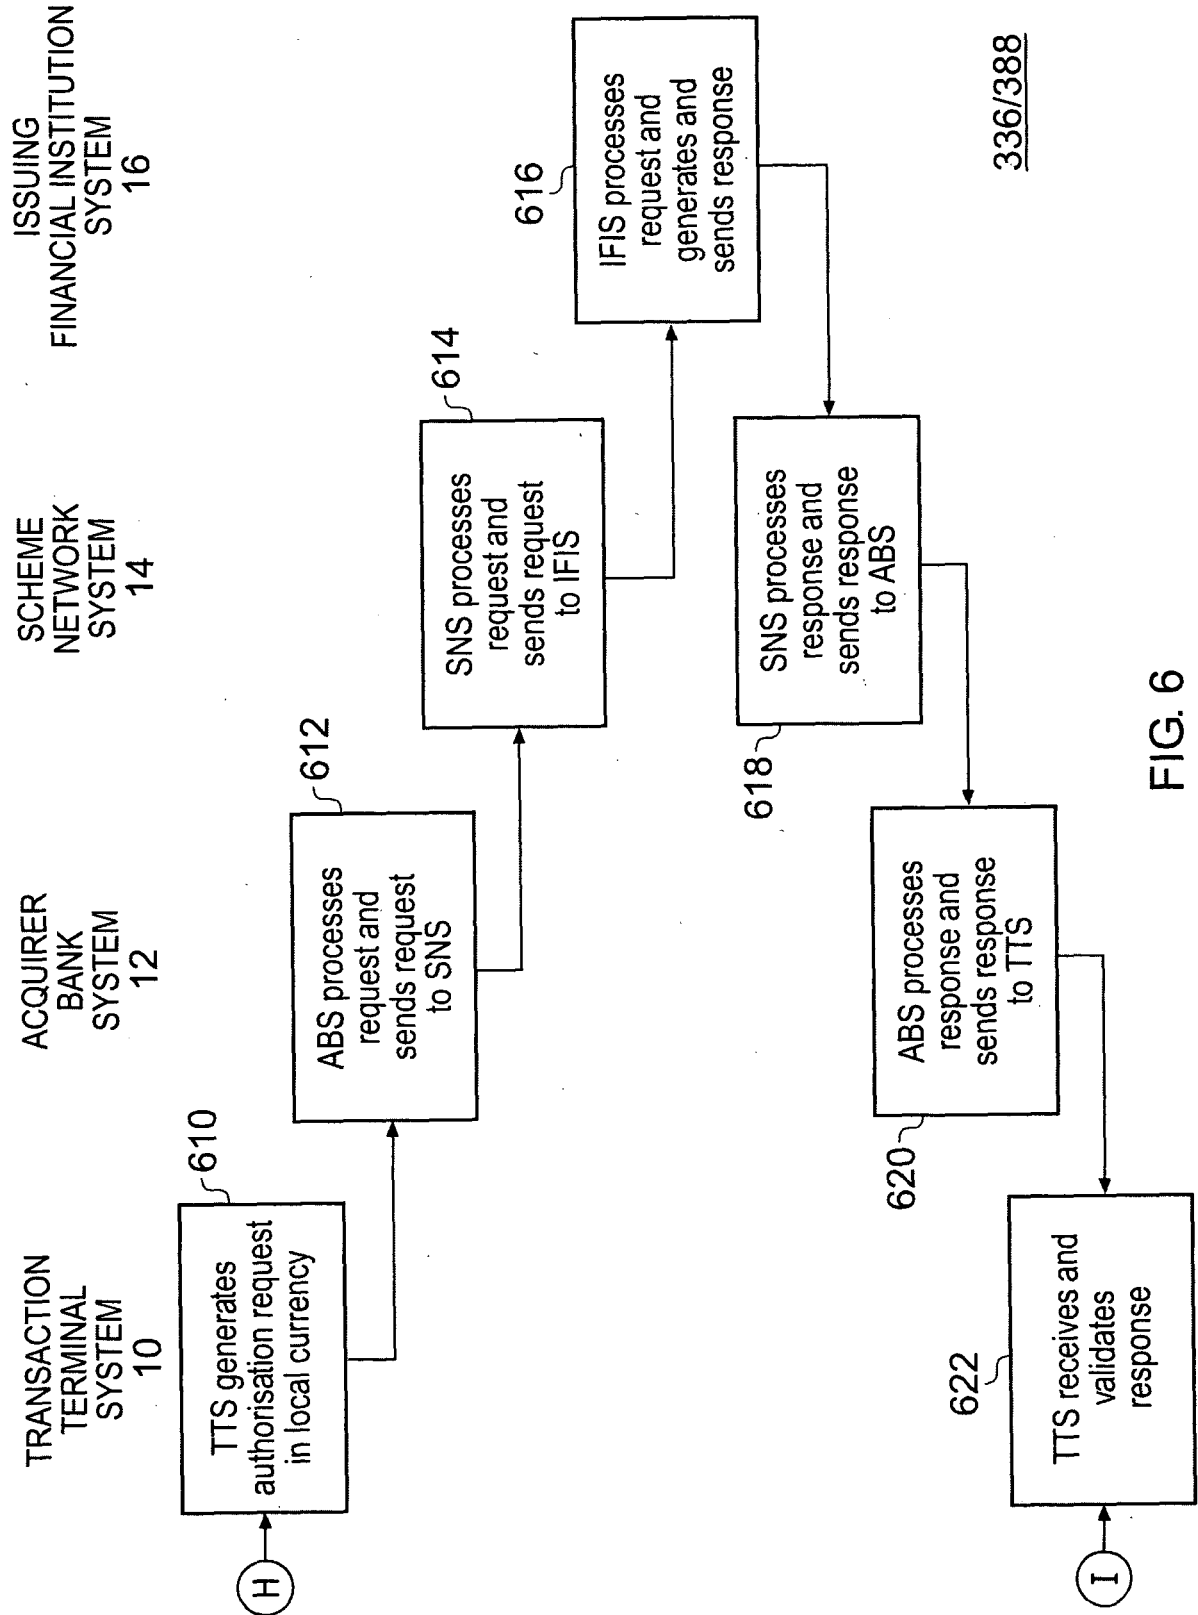 TRANSACTION
TERMINAL
SYSTEM
10
ACQUIRER
BANK
SYSTEM
12
SCHEME
NETWORK
SYSTEM
14
ISSUING
FINANCIAL INSTITUTION
SYSTEM
16
H
610
TTS generates
authorisation request
in local currency
612
ABS processes
request and
sends request
to SNS
614
SNS processes
request and
sends request
to IFIS
616
IFIS processes
request and
generates and
sends response
618
SNS processes
response and
sends response
to ABS
620
ABS processes
response and
sends response
to TTS
622
TTS receives and
validates
response
I
336/388
FIG. 6